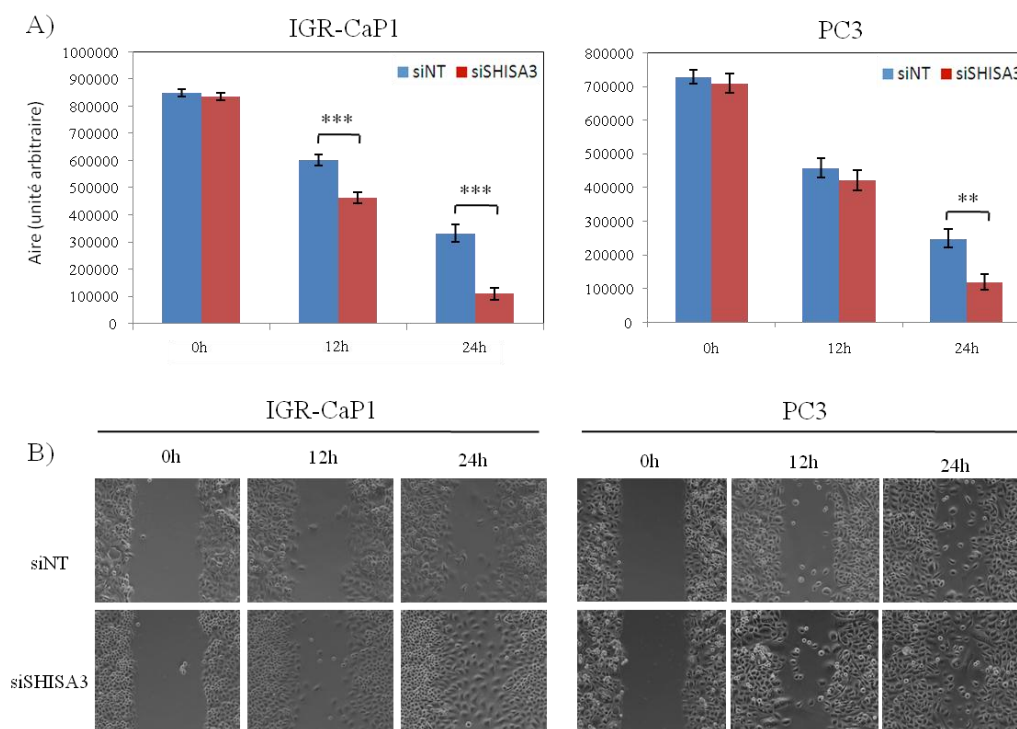 A)
IGR-CaP1
Aire (unité arbitraire)
1000000
900000
800000
700000
600000
500000
400000
300000
200000
100000
0
siNT siSHISA3
***
***
0h 12h 24h
PC3
800000
700000
600000
500000
400000
300000
200000
100000
0
siNT siSHISA3
**
0h 12h 24h
B)
IGR-CaP1 PC3
0h 12h 24h 0h 12h 24h
siNT
siSHISA3